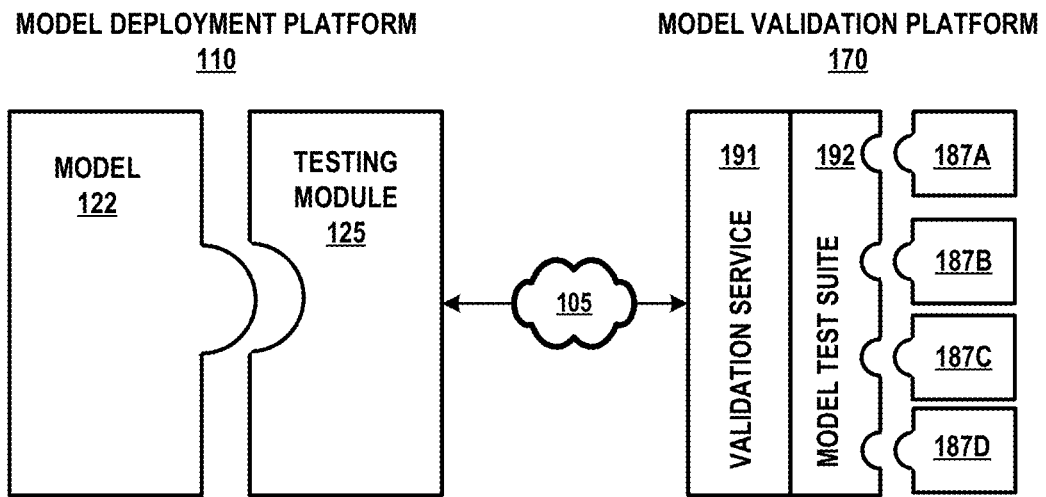 MODEL DEPLOYMENT PLATFORM
110
MODEL VALIDATION PLATFORM
170
MODEL
122
TESTING
MODULE
125
105
191
VALIDATION SERVICE
192
MODEL TEST SUITE
187A
187B
187C
187D